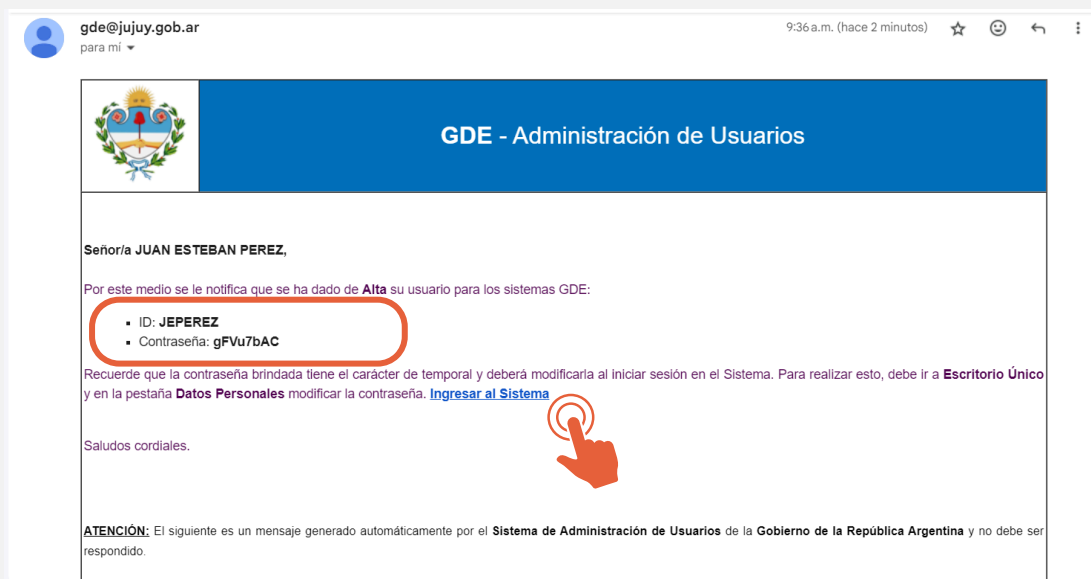 gde@jujuy.gob.ar
9:36 a.m. (hace 2 minutos)
para mí
GDE - Administración de Usuarios
Señor/a JUAN ESTEBAN PEREZ,
Por este medio se le notifica que se ha dado de Alta su usuario para los sistemas GDE:
▪ ID: JEPEREZ
▪ Contraseña: gFVu7bAC
Recuerde que la contraseña brindada tiene el carácter de temporal y deberá modificarla al iniciar sesión en el Sistema. Para realizar esto, debe ir a Escritorio Único
y en la pestaña Datos Personales modificar la contraseña. Ingresar al Sistema
Saludos cordiales.
ATENCIÓN: El siguiente es un mensaje generado automáticamente por el Sistema de Administración de Usuarios de la Gobierno de la República Argentina y no debe ser
respondido.